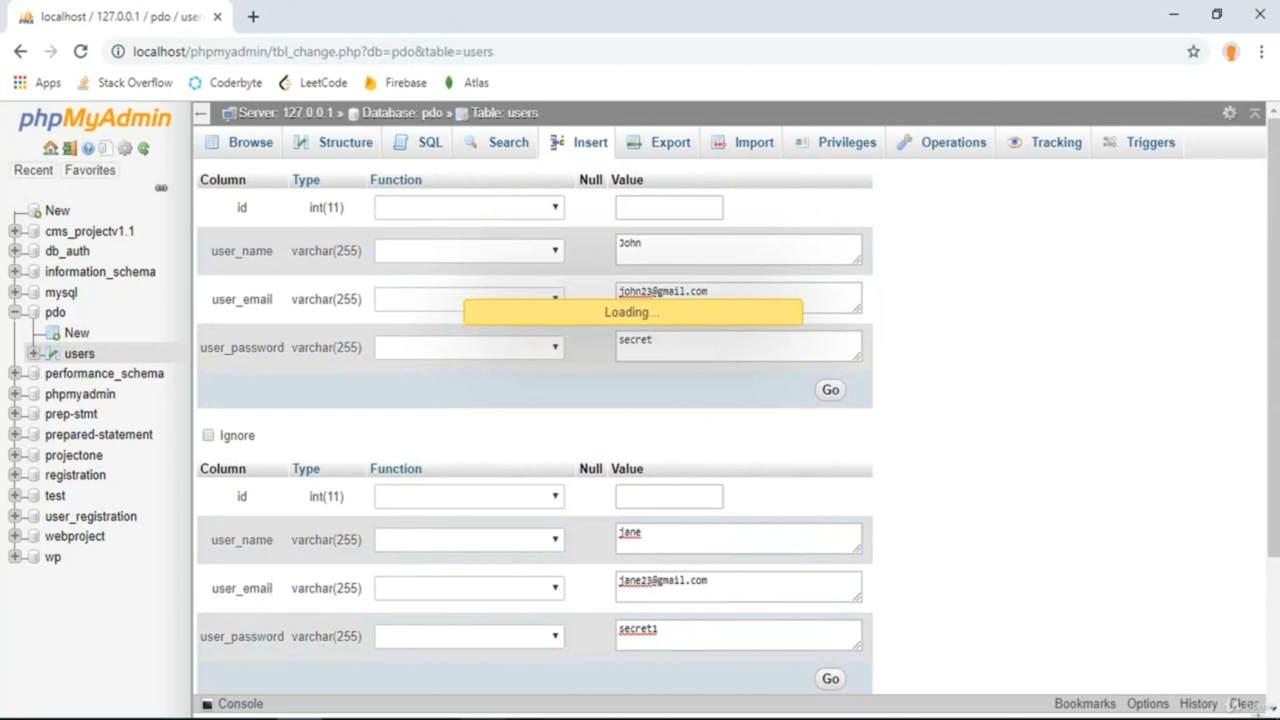 localhost / 127.0.0.1 / pdo / user
localhost/phpmyadmin/tbl_change.php?db=pdo&table=users
Apps Stack Overflow Coderbyte LeetCode Firebase Atlas
phpMyAdmin
Server: 127.0.0.1 » Database: pdo » Table: users
Browse Structure SQL Search Insert Export Import Privileges Operations Tracking Triggers
Recent Favorites
New
cms_projectv1.1
db_auth
information_schema
mysql
pdo
New
users
performance_schema
phpmyadmin
prep-stmt
prepared-statement
projectone
registration
test
user_registration
webproject
wp
Column Type Function Null Value
id int(11)
user_name varchar(255) John
user_email varchar(255) john23@gmail.com
Loading...
user_password varchar(255) secret
Go
Ignore
Column Type Function Null Value
id int(11)
user_name varchar(255) jane
user_email varchar(255) jane23@gmail.com
user_password varchar(255) secret1
Go
Console Bookmarks Options History Clear